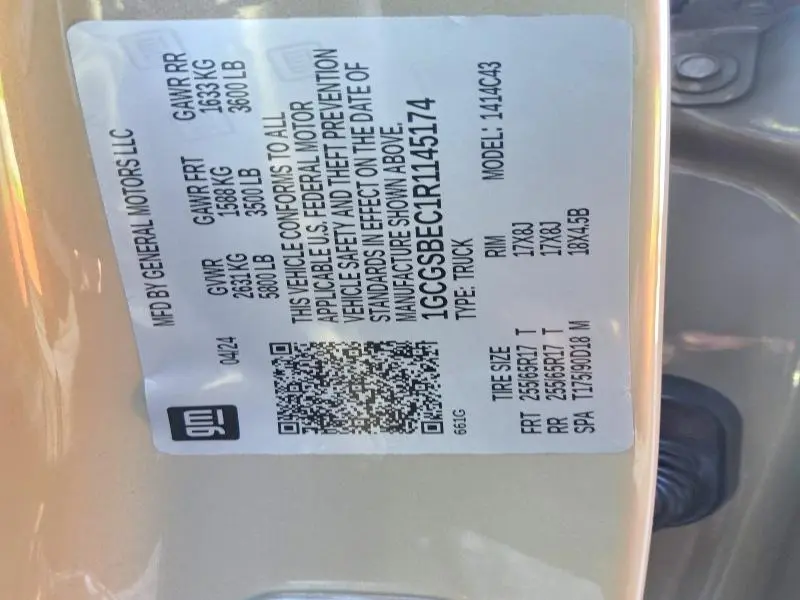 gm
MFD BY GENERAL MOTORS LLC
04/24
GVWR GAWR FRT GAWR RR
2631 KG 1588 KG 1633 KG
5800 LB 3500 LB 3600 LB
THIS VEHICLE CONFORMS TO ALL
APPLICABLE U.S. FEDERAL MOTOR
VEHICLE SAFETY AND THEFT PREVENTION
STANDARDS IN EFFECT ON THE DATE OF
MANUFACTURE SHOWN ABOVE.
1GCGSBEC1R1145174
661G TYPE: TRUCK MODEL: 1414C43
TIRE SIZE RIM
FRT 255/65R17 T 17X8J
RR 255/65R17 T 17X8J
SPA T175/90D18 M 18X4.5B